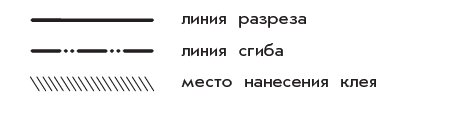 линия разреза
линия сгиба
место нанесения клея